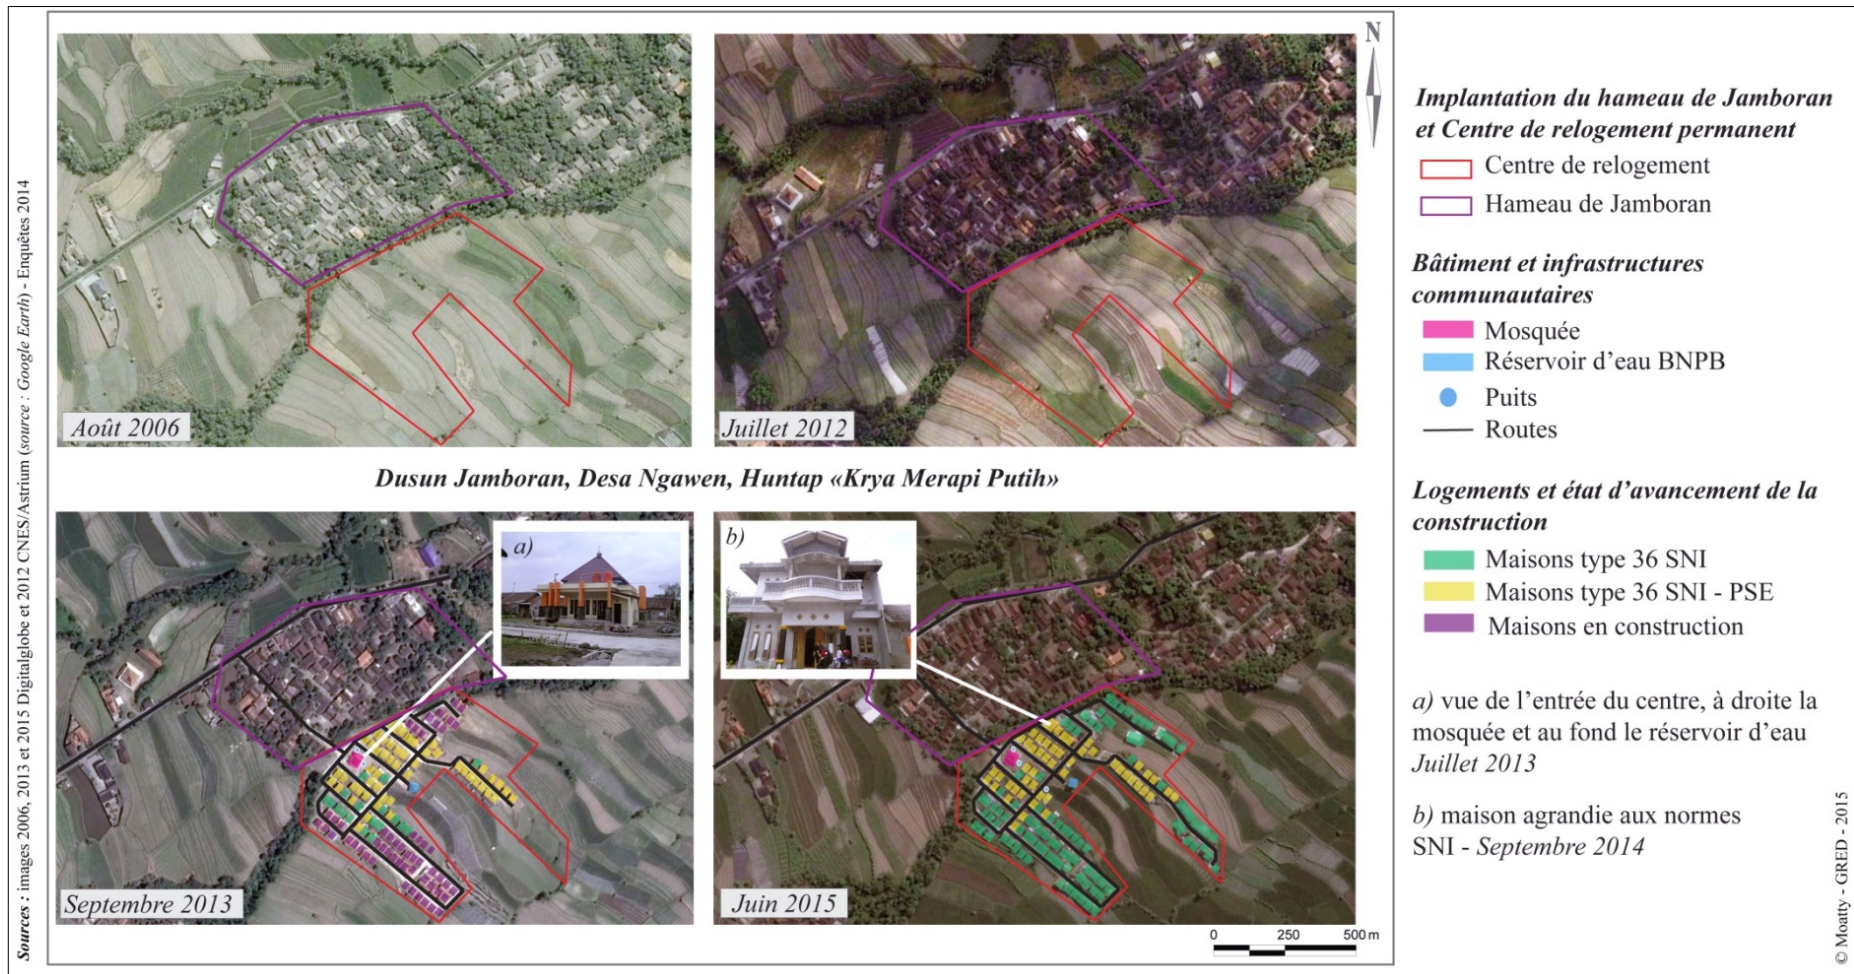 Sources : images 2006, 2013 et 2015 Digitalglobe et 2012 CNES/Astrium (source : Google Earth) - Enquêtes 2014
Août 2006
Juillet 2012
N
Dusun Jamboran, Desa Ngawen, Huntap «Krya Merapi Putih»
a)
Septembre 2013
b)
Juin 2015
0 250 500 m
Implantation du hameau de Jamboran
et Centre de relogement permanent
Centre de relogement
Hameau de Jamboran
Bâtiment et infrastructures
communautaires
Mosquée
Réservoir d'eau BNPB
Puits
Routes
Logements et état d'avancement de la
construction
Maisons type 36 SNI
Maisons type 36 SNI - PSE
Maisons en construction
a) vue de l'entrée du centre, à droite la
mosquée et au fond le réservoir d'eau
Juillet 2013
b) maison agrandie aux normes
SNI - Septembre 2014
© Moatty - GRED - 2015